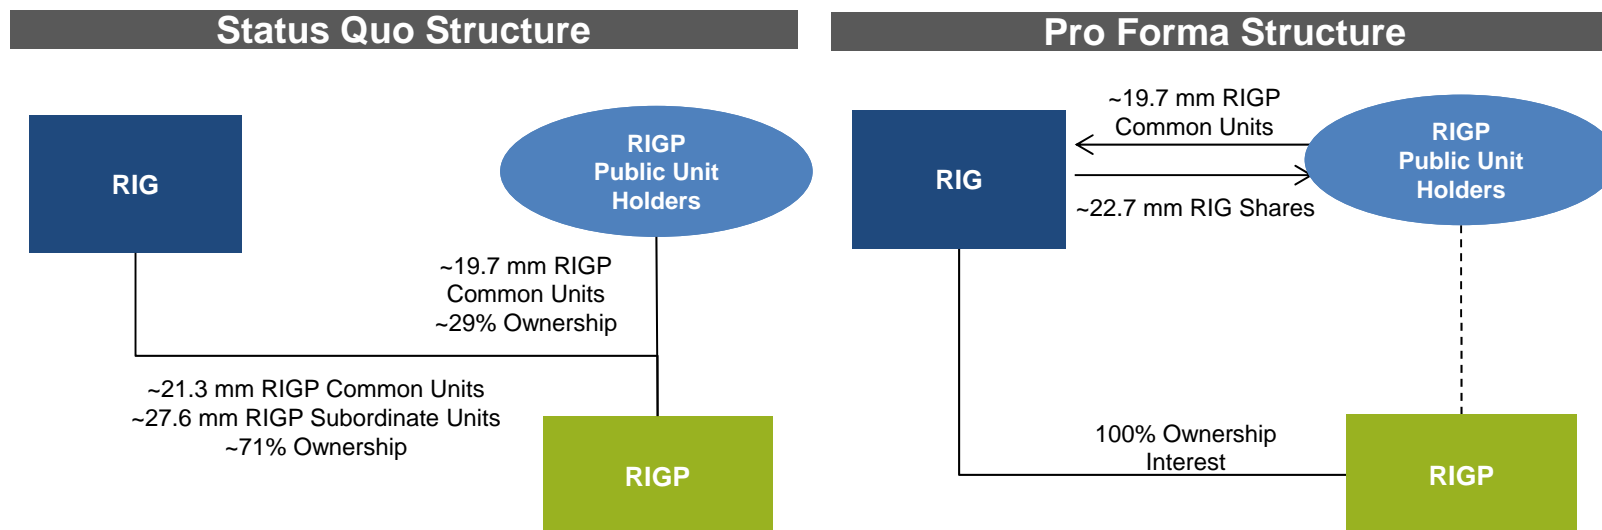 Status Quo Structure
RIG
RIGP
Public Unit
Holders
~19.7 mm RIGP
Common Units
~29% Ownership
~21.3 mm RIGP Common Units
~27.6 mm RIGP Subordinate Units
~71% Ownership
RIGP
Pro Forma Structure
~19.7 mm RIGP
Common Units
RIG
RIGP
Public Unit
Holders
~22.7 mm RIG Shares
100% Ownership
Interest
RIGP